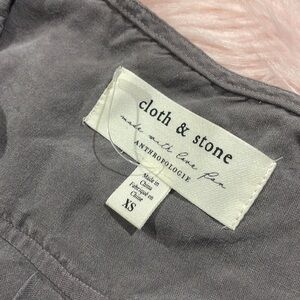 cloth & stone
made with love for
ANTHROPOLOGIE
Made in
China
Fabriqué en
Chine
XS